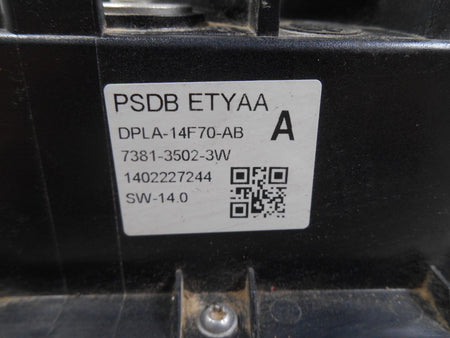 PSDB ETYAA
DPLA-14F70-AB A
7381-3502-3W
1402227244
SW-14.0